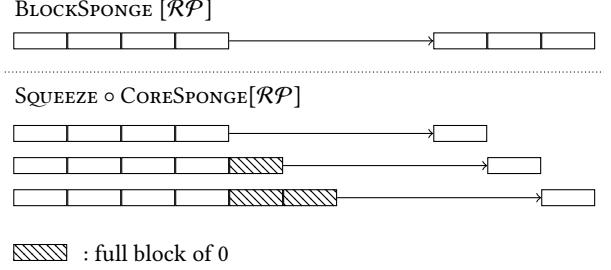 BlockSponge [𝓡𝓟]
Squeeze ∘ CoreSponge[𝓡𝓟]
: full block of 0